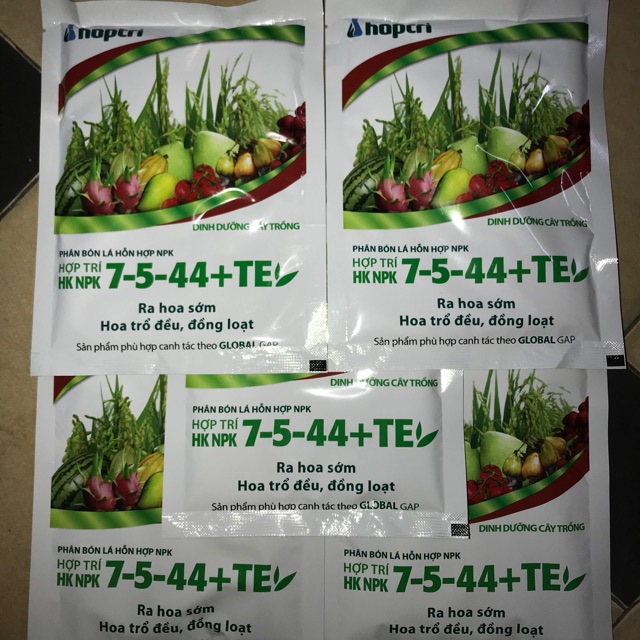 hoptri
DINH DƯỠNG CÂY TRỒNG
PHÂN BÓN LÁ HỖN HỢP NPK
HỢP TRÍ
HK NPK 7-5-44+TE
Ra hoa sớm
Hoa trổ đều, đồng loạt
Sản phẩm phù hợp canh tác theo GLOBAL GAP
hoptri
DINH DƯỠNG CÂY TRỒNG
PHÂN BÓN LÁ HỖN HỢP NPK
HỢP TRÍ
HK NPK 7-5-44+TE
Ra hoa sớm
Hoa trổ đều, đồng loạt
Sản phẩm phù hợp canh tác theo GLOBAL GAP
DINH DƯỠNG CÂY TRỒNG
PHÂN BÓN LÁ HỖN HỢP NPK
HỢP TRÍ
HK NPK 7-5-44+TE
Ra hoa sớm
Hoa trổ đều, đồng loạt
Sản phẩm phù hợp canh tác theo GLOBAL GAP
PHÂN BÓN LÁ HỖN HỢP NPK
HỢP TRÍ
HK NPK 7-5-44+TE
Ra hoa sớm
Hoa trổ đều, đồng loạt
DINH DƯỠNG CÂY TRỒNG
PHÂN BÓN LÁ HỖN HỢP NPK
HỢP TRÍ
HK NPK 7-5-44+TE
Ra hoa sớm
Hoa trổ đều, đồng loạt